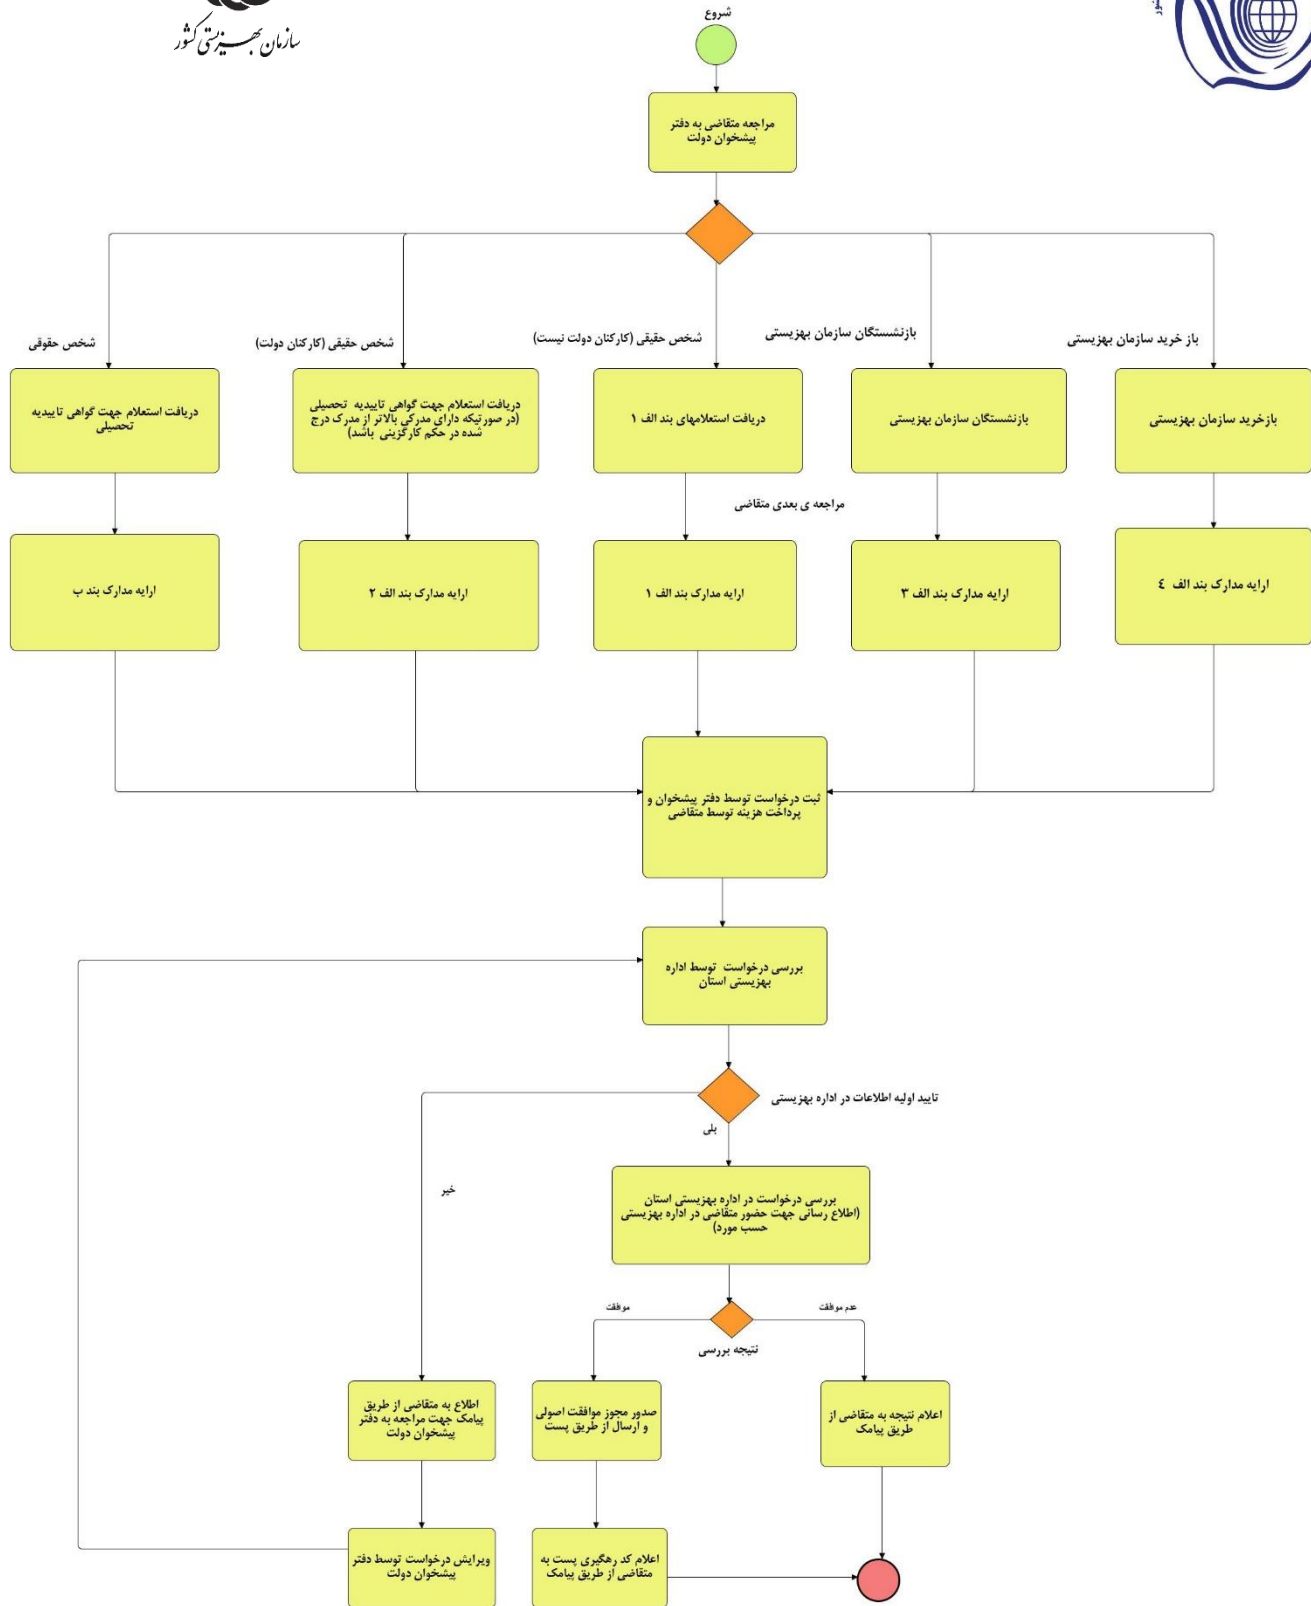 سازمان بهزیستی کشور
شروع
مراجعه متقاضی به دفتر
پیشخوان دولت
باز خرید سازمان بهزیستی
بازنشستگان سازمان بهزیستی
شخص حقیقی (کارکنان دولت نیست)
شخص حقیقی (کارکنان دولت)
شخص حقوقی
بازخرید سازمان بهزیستی
بازنشستگان سازمان بهزیستی
دریافت استعلامهای بند الف ۱
دریافت استعلام جهت گواهی تاییدیه تحصیلی
(در صورتیکه دارای مدرکی بالاتر از مدرک درج
شده در حکم کارگزینی باشد)
دریافت استعلام جهت گواهی تاییدیه
تحصیلی
مراجعه ی بعدی متقاضی
ارایه مدارک بند الف ٤
ارایه مدارک بند الف ۳
ارایه مدارک بند الف ۱
ارایه مدارک بند الف ۲
ارایه مدارک بند ب
ثبت درخواست توسط دفتر پیشخوان و
پرداخت هزینه توسط متقاضی
بررسی درخواست توسط اداره
بهزیستی استان
تایید اولیه اطلاعات در اداره بهزیستی
بلی
خیر
بررسی درخواست در اداره بهزیستی استان
(اطلاع رسانی جهت حضور متقاضی در اداره بهزیستی
حسب مورد)
عدم موافقت
موافقت
نتیجه بررسی
اعلام نتیجه به متقاضی از
طریق پیامک
صدور مجوز موافقت اصولی
و ارسال از طریق پست
اطلاع به متقاضی از طریق
پیامک جهت مراجعه به دفتر
پیشخوان دولت
اعلام کد رهگیری پست به
متقاضی از طریق پیامک
ویرایش درخواست توسط دفتر
پیشخوان دولت